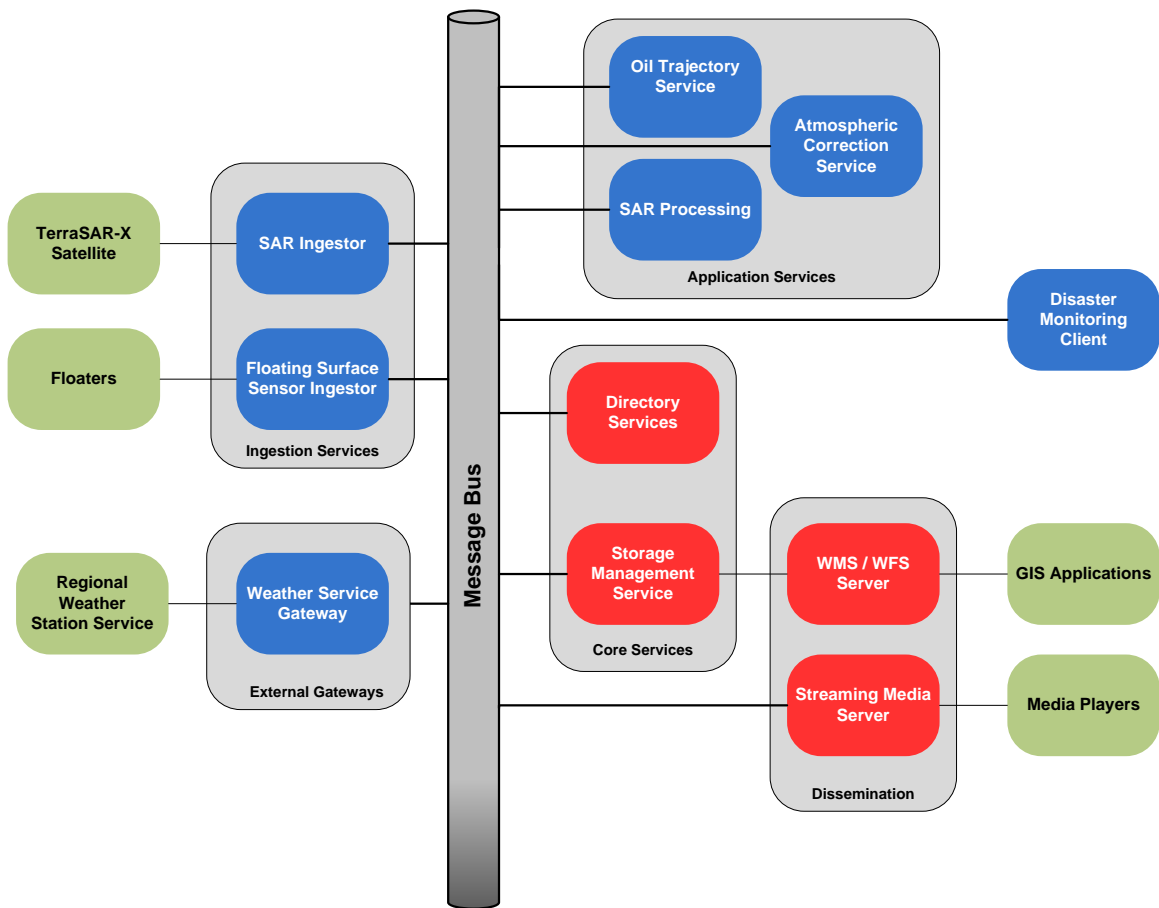 Oil Trajectory
Service
Atmospheric
Correction
Service
SAR Processing
Application Services
TerraSAR-X
Satellite
SAR Ingestor
Floaters
Floating Surface
Sensor Ingestor
Ingestion Services
Disaster
Monitoring
Client
Directory
Services
Message Bus
Regional
Weather
Station Service
Weather Service
Gateway
External Gateways
Storage
Management
Service
Core Services
WMS / WFS
Server
GIS Applications
Streaming Media
Server
Media Players
Dissemination